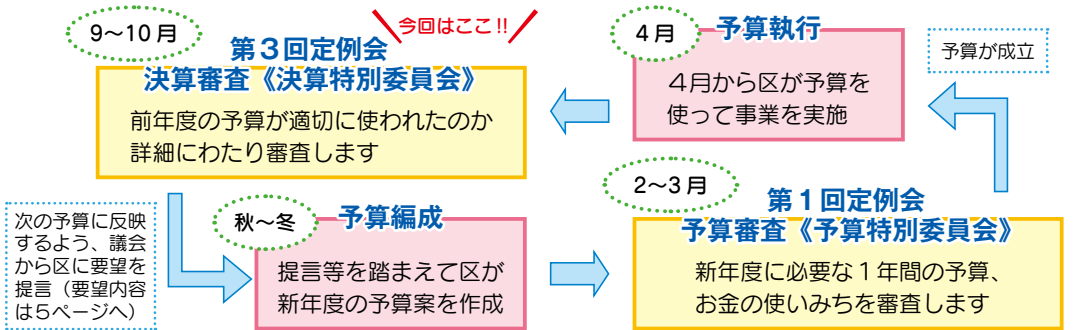 9〜10月
今回はここ!!
第３回定例会
決算審査《決算特別委員会》
前年度の予算が適切に使われたのか
詳細にわたり審査します
4月
予算執行
４月から区が予算を
使って事業を実施
予算が成立
次の予算に反映
するよう、議会
から区に要望を
提言（要望内容
は５ページへ）
秋〜冬
予算編成
提言等を踏まえて区が
新年度の予算案を作成
2〜3月
第１回定例会
予算審査《予算特別委員会》
新年度に必要な１年間の予算、
お金の使いみちを審査します